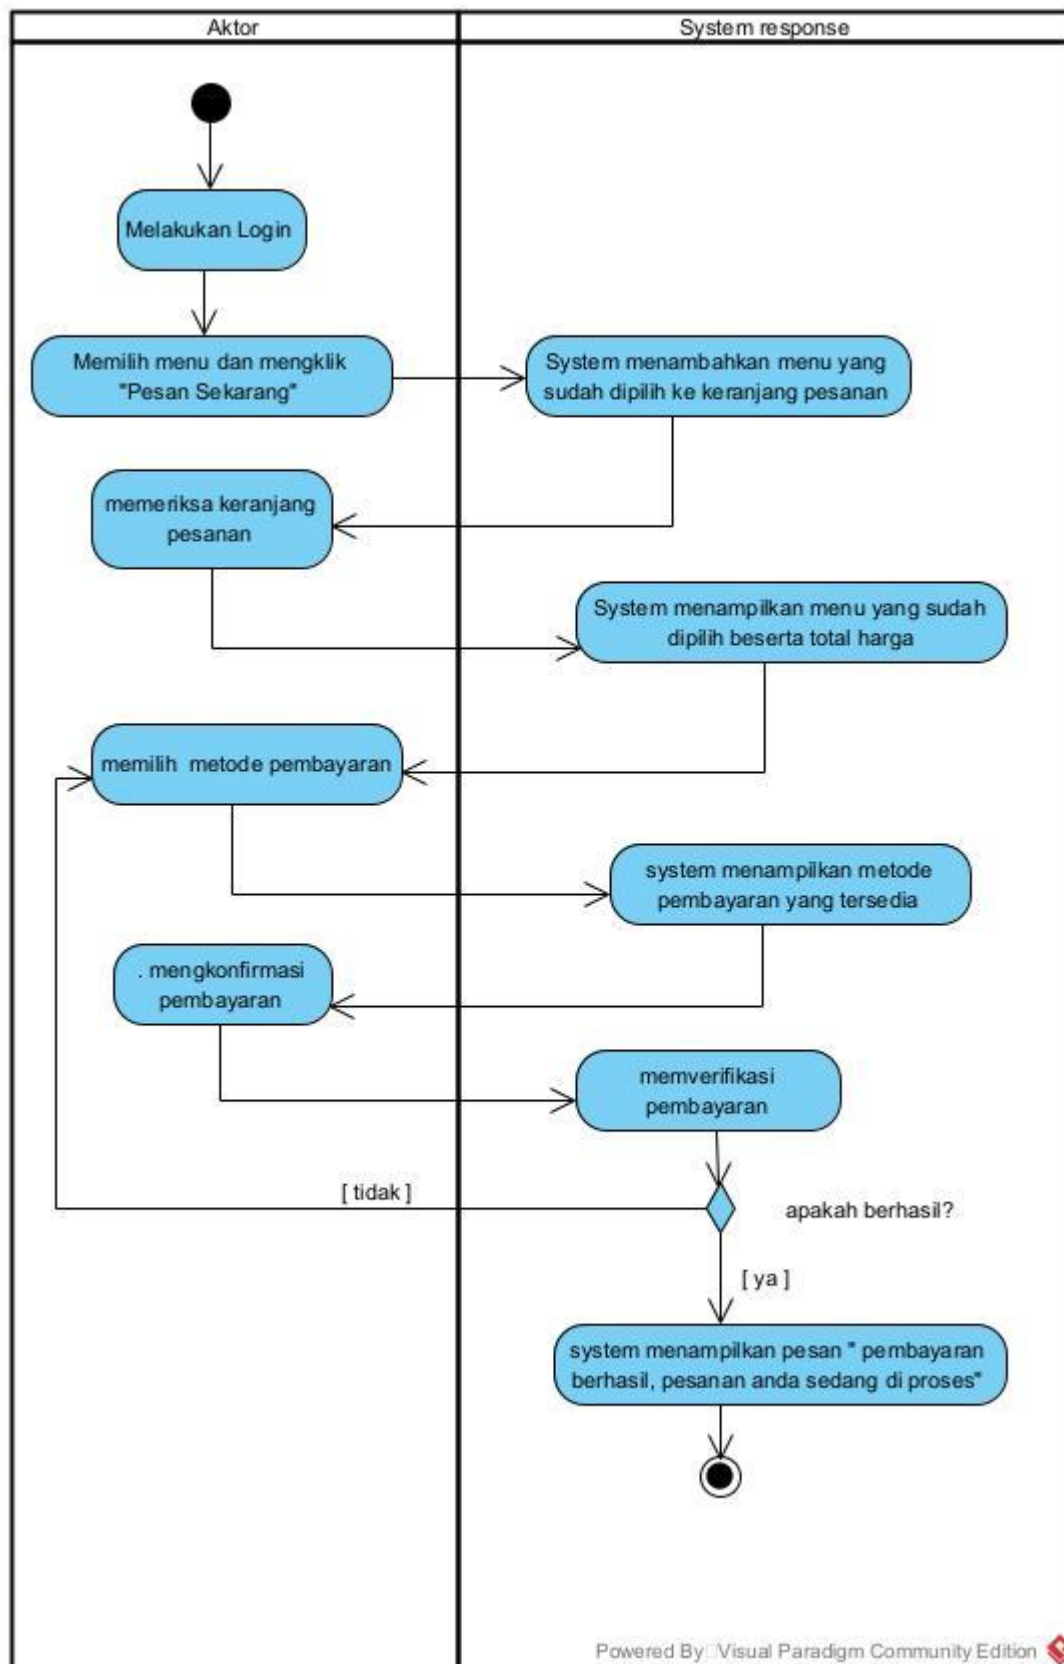 Aktor
System response
Melakukan Login
Memilih menu dan mengklik
"Pesan Sekarang"
System menambahkan menu yang
sudah dipilih ke keranjang pesanan
memeriksa keranjang
pesanan
System menampilkan menu yang sudah
dipilih beserta total harga
memilih metode pembayaran
system menampilkan metode
pembayaran yang tersedia
. mengkonfirmasi
pembayaran
memverifikasi
pembayaran
[ tidak ]
apakah berhasil?
[ ya ]
system menampilkan pesan " pembayaran
berhasil, pesanan anda sedang di proses"
Powered By Visual Paradigm Community Edition